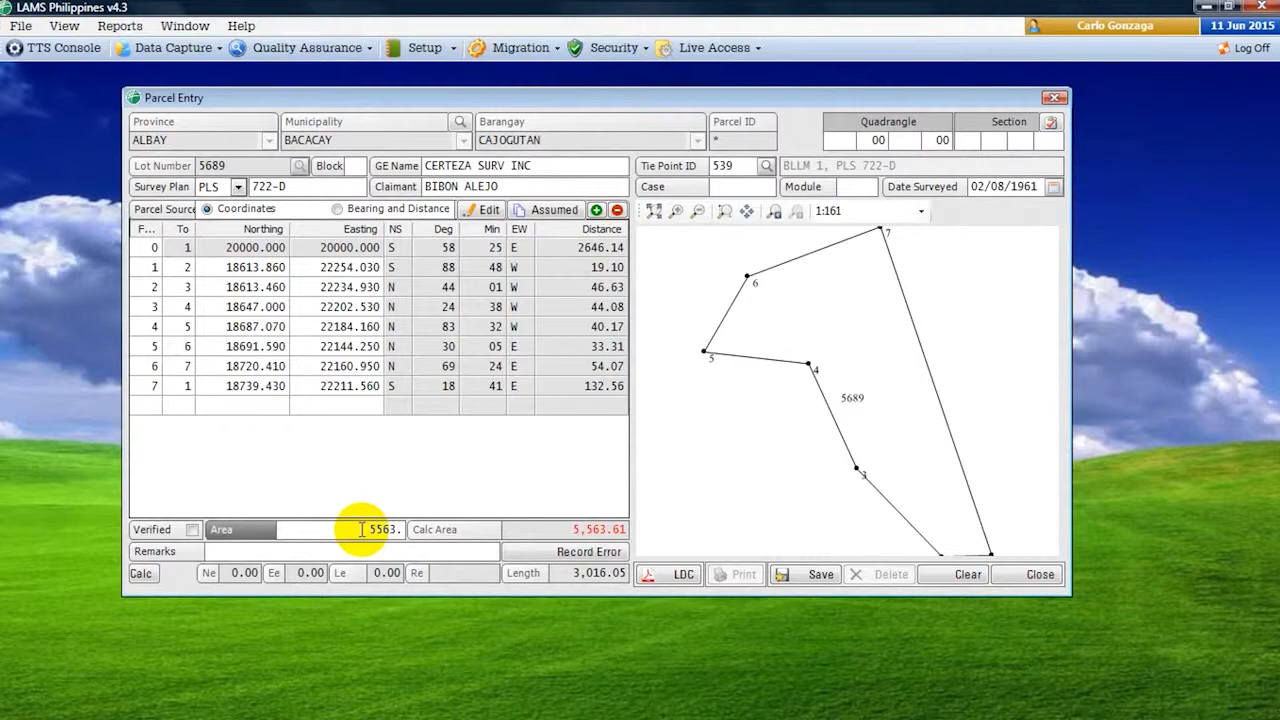 LAMS Philippines v4.3
File View Reports Window Help Carlo Gonzaga 11 Jun 2015
TTS Console Data Capture Quality Assurance Setup Migration Security Live Access Log Off
Parcel Entry
Province Municipality Barangay Parcel ID Quadrangle Section
ALBAY BACACAY CAJOGUTAN * 00 00
Lot Number 5689 Block GE Name CERTEZA SURV INC Tie Point ID 539 BLLM 1, PLS 722-D
Survey Plan PLS 722-D Claimant BIBON ALEJO Case Module Date Surveyed 02/08/1961
Parcel Source Coordinates Bearing and Distance Edit Assumed 1:161
F... To Northing Easting NS Deg Min EW Distance
0 1 20000.000 20000.000 S 58 25 E 2646.14
1 2 18613.860 22254.030 S 88 48 W 19.10
2 3 18613.460 22234.930 N 44 01 W 46.63
3 4 18647.000 22202.530 N 24 38 W 44.08
4 5 18687.070 22184.160 N 83 32 W 40.17
5 6 18691.590 22144.250 N 30 05 E 33.31
6 7 18720.410 22160.950 N 69 24 E 54.07
7 1 18739.430 22211.560 S 18 41 E 132.56
7
6
5
4
5689
3
Verified Area 5563. Calc Area 5,563.61
Remarks Record Error
Calc Ne 0.00 Ee 0.00 Le 0.00 Re Length 3,016.05 LDC Print Save Delete Clear Close